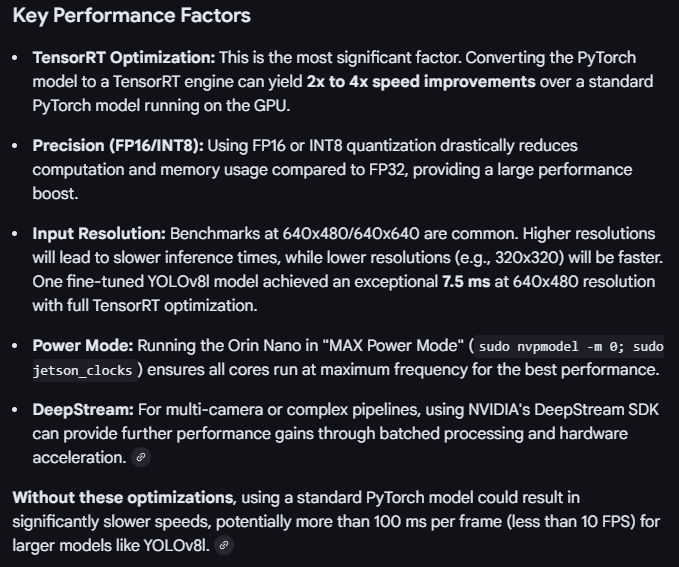 Key Performance Factors
• TensorRT Optimization: This is the most significant factor. Converting the PyTorch
model to a TensorRT engine can yield 2x to 4x speed improvements over a standard
PyTorch model running on the GPU.
• Precision (FP16/INT8): Using FP16 or INT8 quantization drastically reduces
computation and memory usage compared to FP32, providing a large performance
boost.
• Input Resolution: Benchmarks at 640x480/640x640 are common. Higher resolutions
will lead to slower inference times, while lower resolutions (e.g., 320x320) will be faster.
One fine-tuned YOLOv8l model achieved an exceptional 7.5 ms at 640x480 resolution
with full TensorRT optimization.
• Power Mode: Running the Orin Nano in "MAX Power Mode" ( sudo nvpmodel -m 0; sudo
jetson_clocks ) ensures all cores run at maximum frequency for the best performance.
• DeepStream: For multi-camera or complex pipelines, using NVIDIA's DeepStream SDK
can provide further performance gains through batched processing and hardware
acceleration.
Without these optimizations, using a standard PyTorch model could result in
significantly slower speeds, potentially more than 100 ms per frame (less than 10 FPS) for
larger models like YOLOv8l.